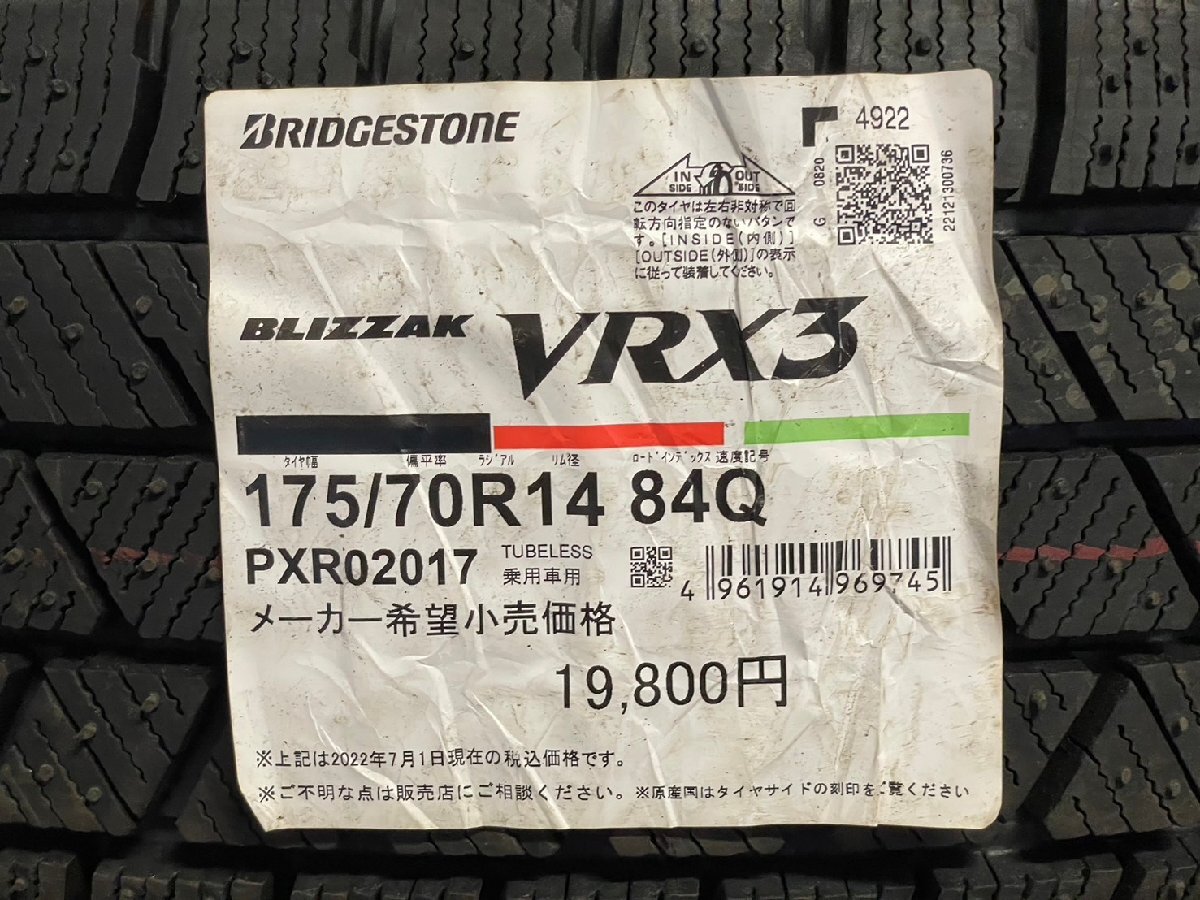 BRIDGESTONE
4922
IN SIDE OUT SIDE
G 0820
22121300736
このタイヤは左右非対称で回
転方向指定のないパタンで
す。[INSIDE(内側)]
[OUTSIDE(外側)]の表示
に従って装着してください。
BLIZZAK VRX3
タイヤ幅 偏平率 ラジアル リム径 ロードインデックス 速度記号
175/70R14 84Q
PXR02017
TUBELESS
乗用車用
4 961914 969745
メーカー希望小売価格
19,800円
※上記は2022年7月1日現在の税込価格です。
※ご不明な点は販売店にご相談ください。※原産国はタイヤサイドの刻印をご覧ください